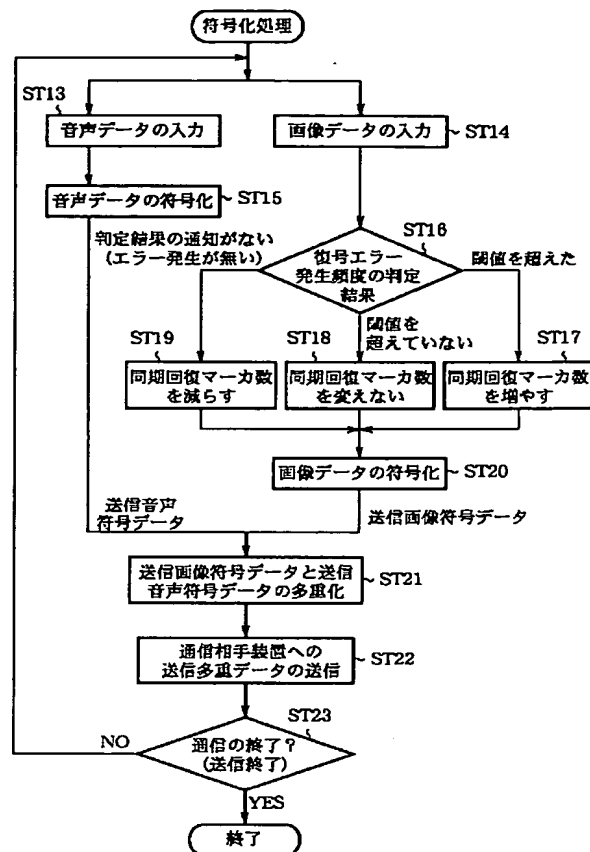 符号化処理
ST13
音声データの入力
画像データの入力
ST14
音声データの符号化
ST15
判定結果の通知がない
(エラー発生が無い)
ST16
復号エラー
発生頻度の判定
結果
閾値を超えた
閾値を
超えていない
ST19
同期回復マーカ数
を減らす
ST18
同期回復マーカ数
を変えない
ST17
同期回復マーカ数
を増やす
画像データの符号化
ST20
送信音声
符号データ
送信画像符号データ
送信画像符号データと送信
音声符号データの多重化
ST21
通信相手装置への
送信多重データの送信
ST22
ST23
通信の終了?
(送信終了)
NO
YES
終了